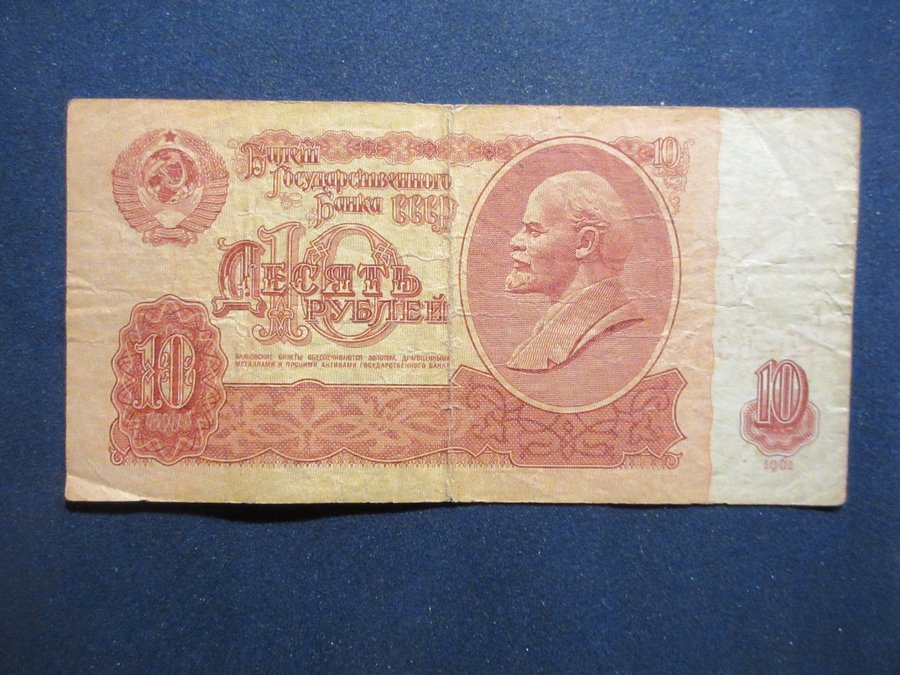 Билет
Государственного
Банка СССР
10
10
Десять
рублей
БАНКОВСКИЕ БИЛЕТЫ ОБЕСПЕЧИВАЮТСЯ ЗОЛОТОМ, ДРАГОЦЕННЫМИ
МЕТАЛЛАМИ И ПРОЧИМИ АКТИВАМИ ГОСУДАРСТВЕННОГО БАНКА
10
10
1961